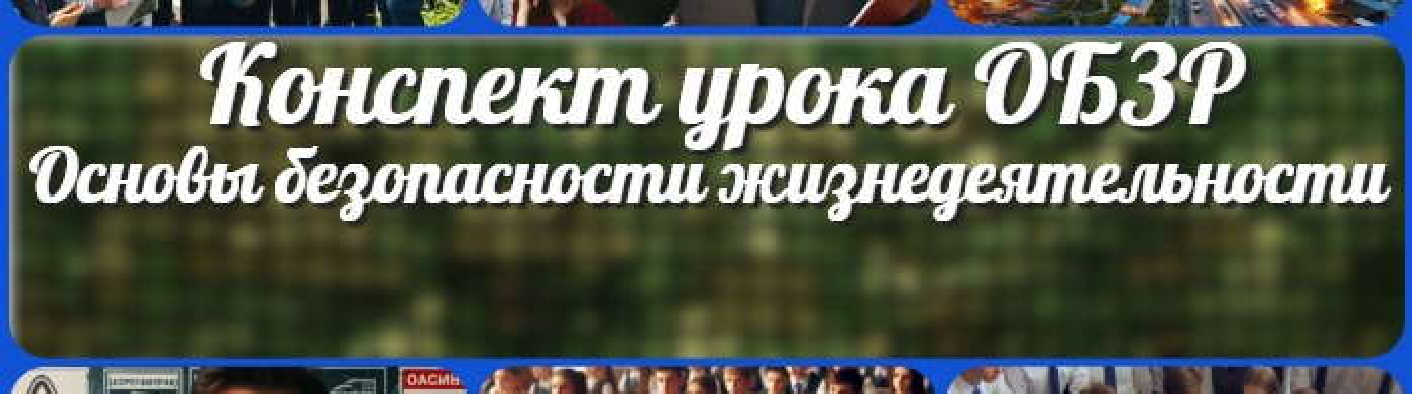 Конспект урока ОБЗР
Основы безопасности жизнедеятельности